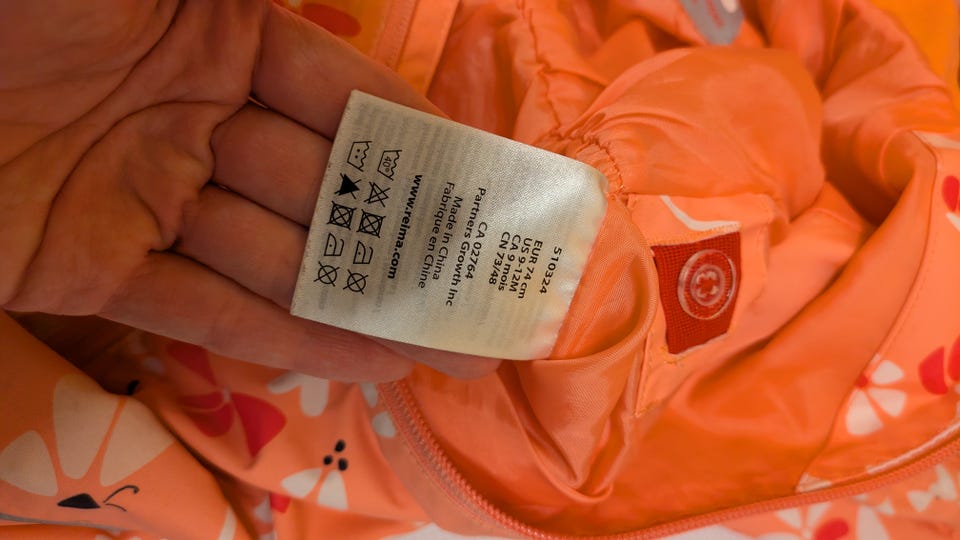 510324
EUR 74 cm
US 9-12M
CA 9 mois
CN 73/48
CA 02764
Partners Growth Inc
Made in China
Fabriqué en Chine
www.reima.com
40°